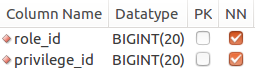 Column Name Datatype PK NN
role_id BIGINT(20)
privilege_id BIGINT(20)